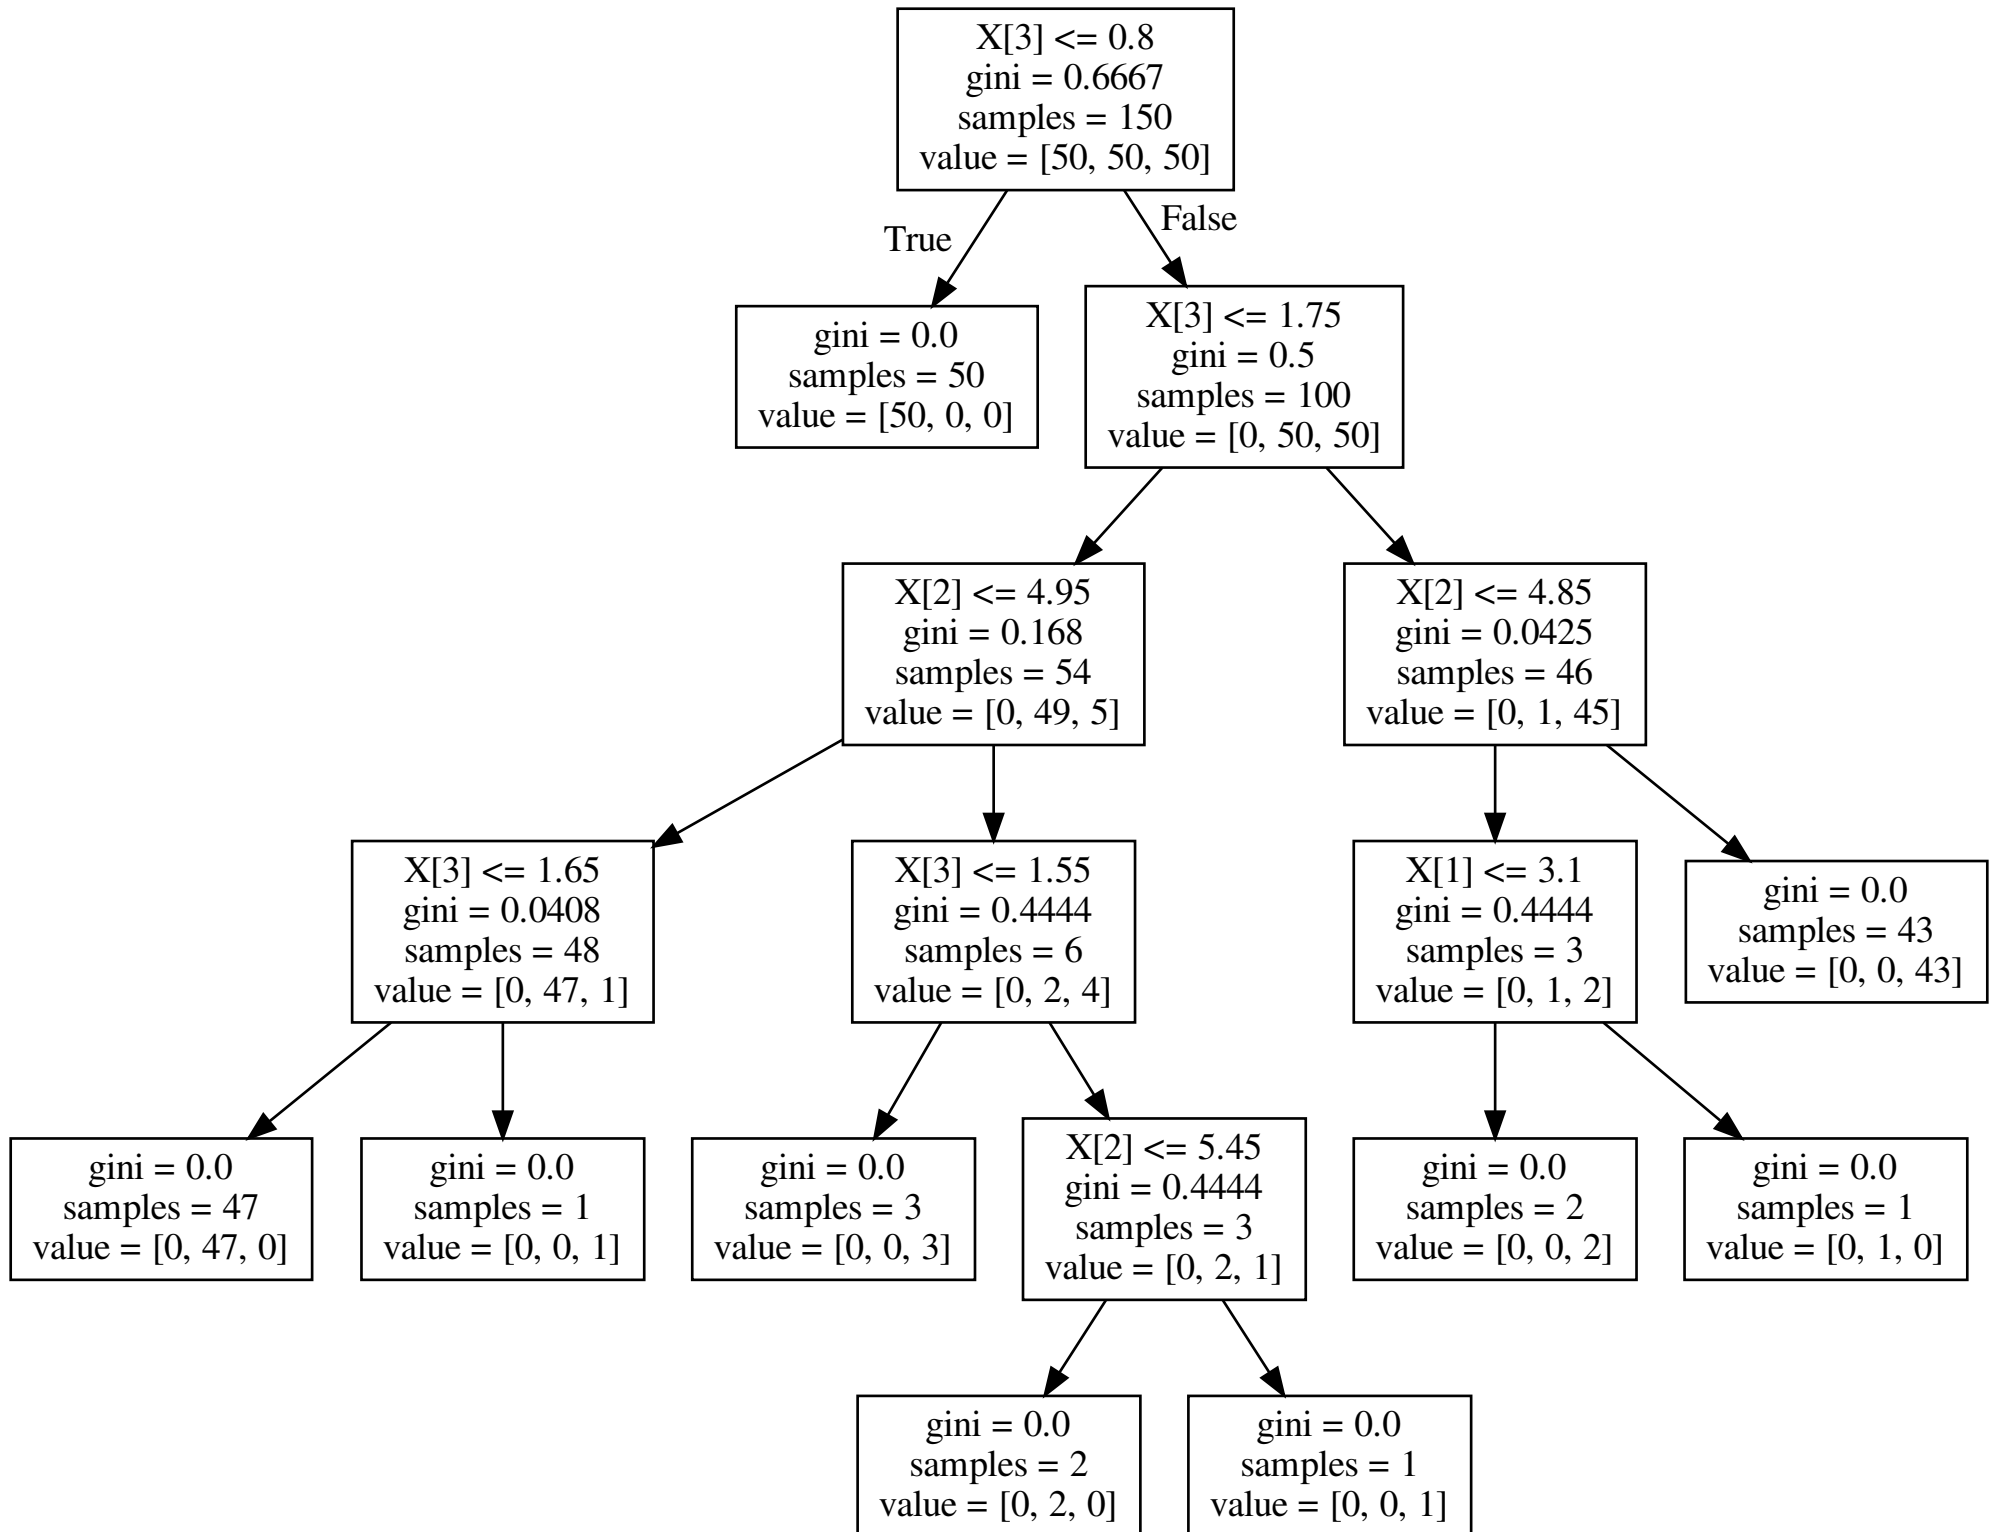 X[3] <= 0.8
gini = 0.6667
samples = 150
value = [50, 50, 50]
True
False
gini = 0.0
samples = 50
value = [50, 0, 0]
X[3] <= 1.75
gini = 0.5
samples = 100
value = [0, 50, 50]
X[2] <= 4.95
gini = 0.168
samples = 54
value = [0, 49, 5]
X[2] <= 4.85
gini = 0.0425
samples = 46
value = [0, 1, 45]
X[3] <= 1.65
gini = 0.0408
samples = 48
value = [0, 47, 1]
X[3] <= 1.55
gini = 0.4444
samples = 6
value = [0, 2, 4]
X[1] <= 3.1
gini = 0.4444
samples = 3
value = [0, 1, 2]
gini = 0.0
samples = 43
value = [0, 0, 43]
gini = 0.0
samples = 47
value = [0, 47, 0]
gini = 0.0
samples = 1
value = [0, 0, 1]
gini = 0.0
samples = 3
value = [0, 0, 3]
X[2] <= 5.45
gini = 0.4444
samples = 3
value = [0, 2, 1]
gini = 0.0
samples = 2
value = [0, 0, 2]
gini = 0.0
samples = 1
value = [0, 1, 0]
gini = 0.0
samples = 2
value = [0, 2, 0]
gini = 0.0
samples = 1
value = [0, 0, 1]